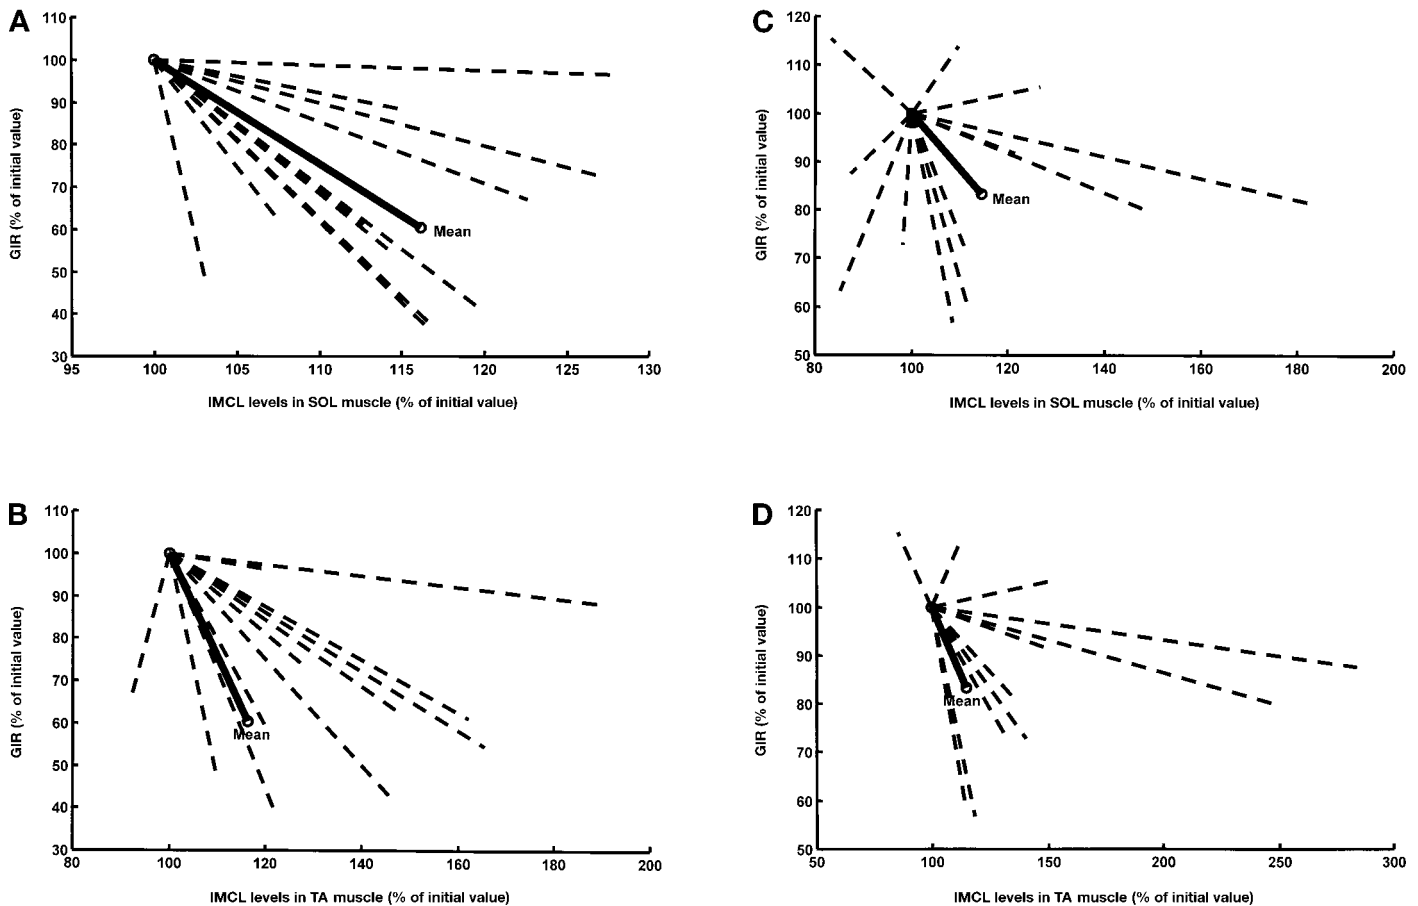 A
GIR (% of initial value)
110
100
90
80
70
60
50
40
30
Mean
95 100 105 110 115 120 125 130
IMCL levels in SOL muscle (% of initial value)
C
GIR (% of initial value)
120
110
100
90
80
70
60
50
Mean
80 100 120 140 160 180 200
IMCL levels in SOL muscle (% of initial value)
B
GIR (% of initial value)
110
100
90
80
70
60
50
40
30
Mean
80 100 120 140 160 180 200
IMCL levels in TA muscle (% of initial value)
D
GIR (% of initial value)
120
110
100
90
80
70
60
50
Mean
50 100 150 200 250 300
IMCL levels in TA muscle (% of initial value)